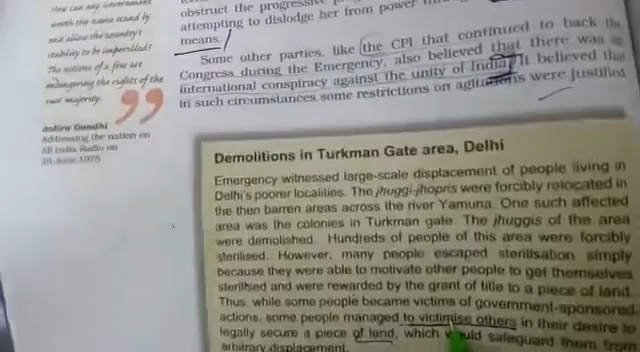 How can any Government
worth the name stand by
and allow the country's
stability to be imperilled?
The actions of a few are
endangering the rights of the
vast majority.
”
Indira Gandhi
Addressing the nation on
All India Radio on
26 June 1975
obstruct the progressive
attempting to dislodge her from power
means.
Some other parties, like the CPI that continued to back the
Congress during the Emergency, also believed that there was
international conspiracy against the unity of India. It believed that
in such circumstances some restrictions on agitations were justified
Demolitions in Turkman Gate area, Delhi
Emergency witnessed large-scale displacement of people living in
Delhi's poorer localities. The jhuggi-jhopris were forcibly relocated in
the then barren areas across the river Yamuna. One such affected
area was the colonies in Turkman gate. The jhuggis of the area
were demolished. Hundreds of people of this area were forcibly
sterilised. However, many people escaped sterilisation simply
because they were able to motivate other people to get themselves
sterilised and were rewarded by the grant of title to a piece of land.
Thus, while some people became victims of government-sponsored
actions, some people managed to victimise others in their desire to
legally secure a piece of land, which would safeguard them from
arbitrary displacement.